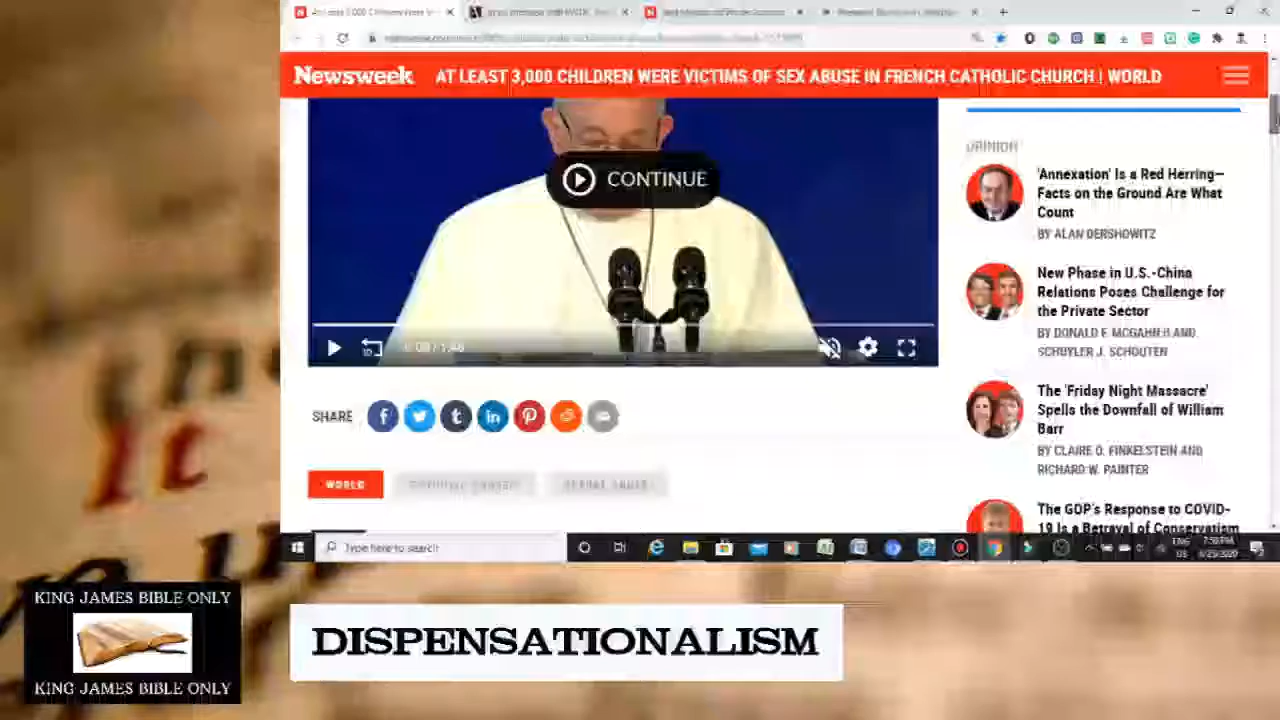 Newsweek AT LEAST 3,000 CHILDREN WERE VICTIMS OF SEX ABUSE IN FRENCH CATHOLIC CHURCH | WORLD
CONTINUE
SHARE
WORLD
OPINION
'Annexation' Is a Red Herring—
Facts on the Ground Are What
Count
BY ALAN DERSHOWITZ
New Phase in U.S.-China
Relations Poses Challenge for
the Private Sector
BY DONALD F. MCGAHN II AND
SCHUYLER J. SCHOUTEN
The 'Friday Night Massacre'
Spells the Downfall of William
Barr
BY CLAIRE O. FINKELSTEIN AND
RICHARD W. PAINTER
The GOP's Response to COVID-
19 Is a Betrayal of Conservatism
Type here to search
It
KING JAMES BIBLE ONLY
KING JAMES BIBLE ONLY
DISPENSATIONALISM